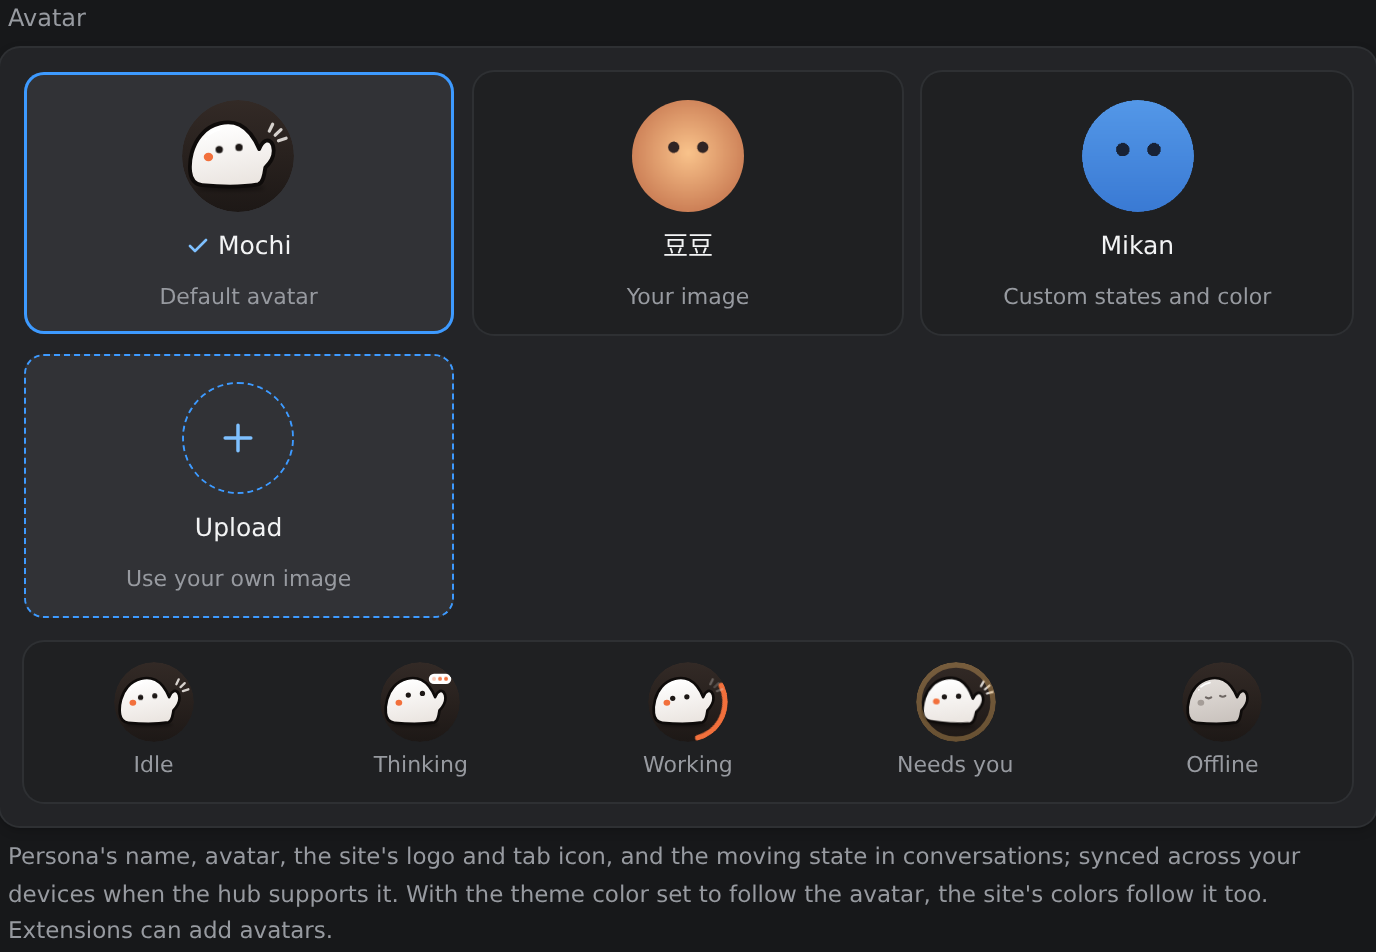 Avatar
Mochi
Default avatar
豆豆
Your image
Mikan
Custom states and color
Upload
Use your own image
Idle
Thinking
Working
Needs you
Offline
Persona's name, avatar, the site's logo and tab icon, and the moving state in conversations; synced across your
devices when the hub supports it. With the theme color set to follow the avatar, the site's colors follow it too.
Extensions can add avatars.